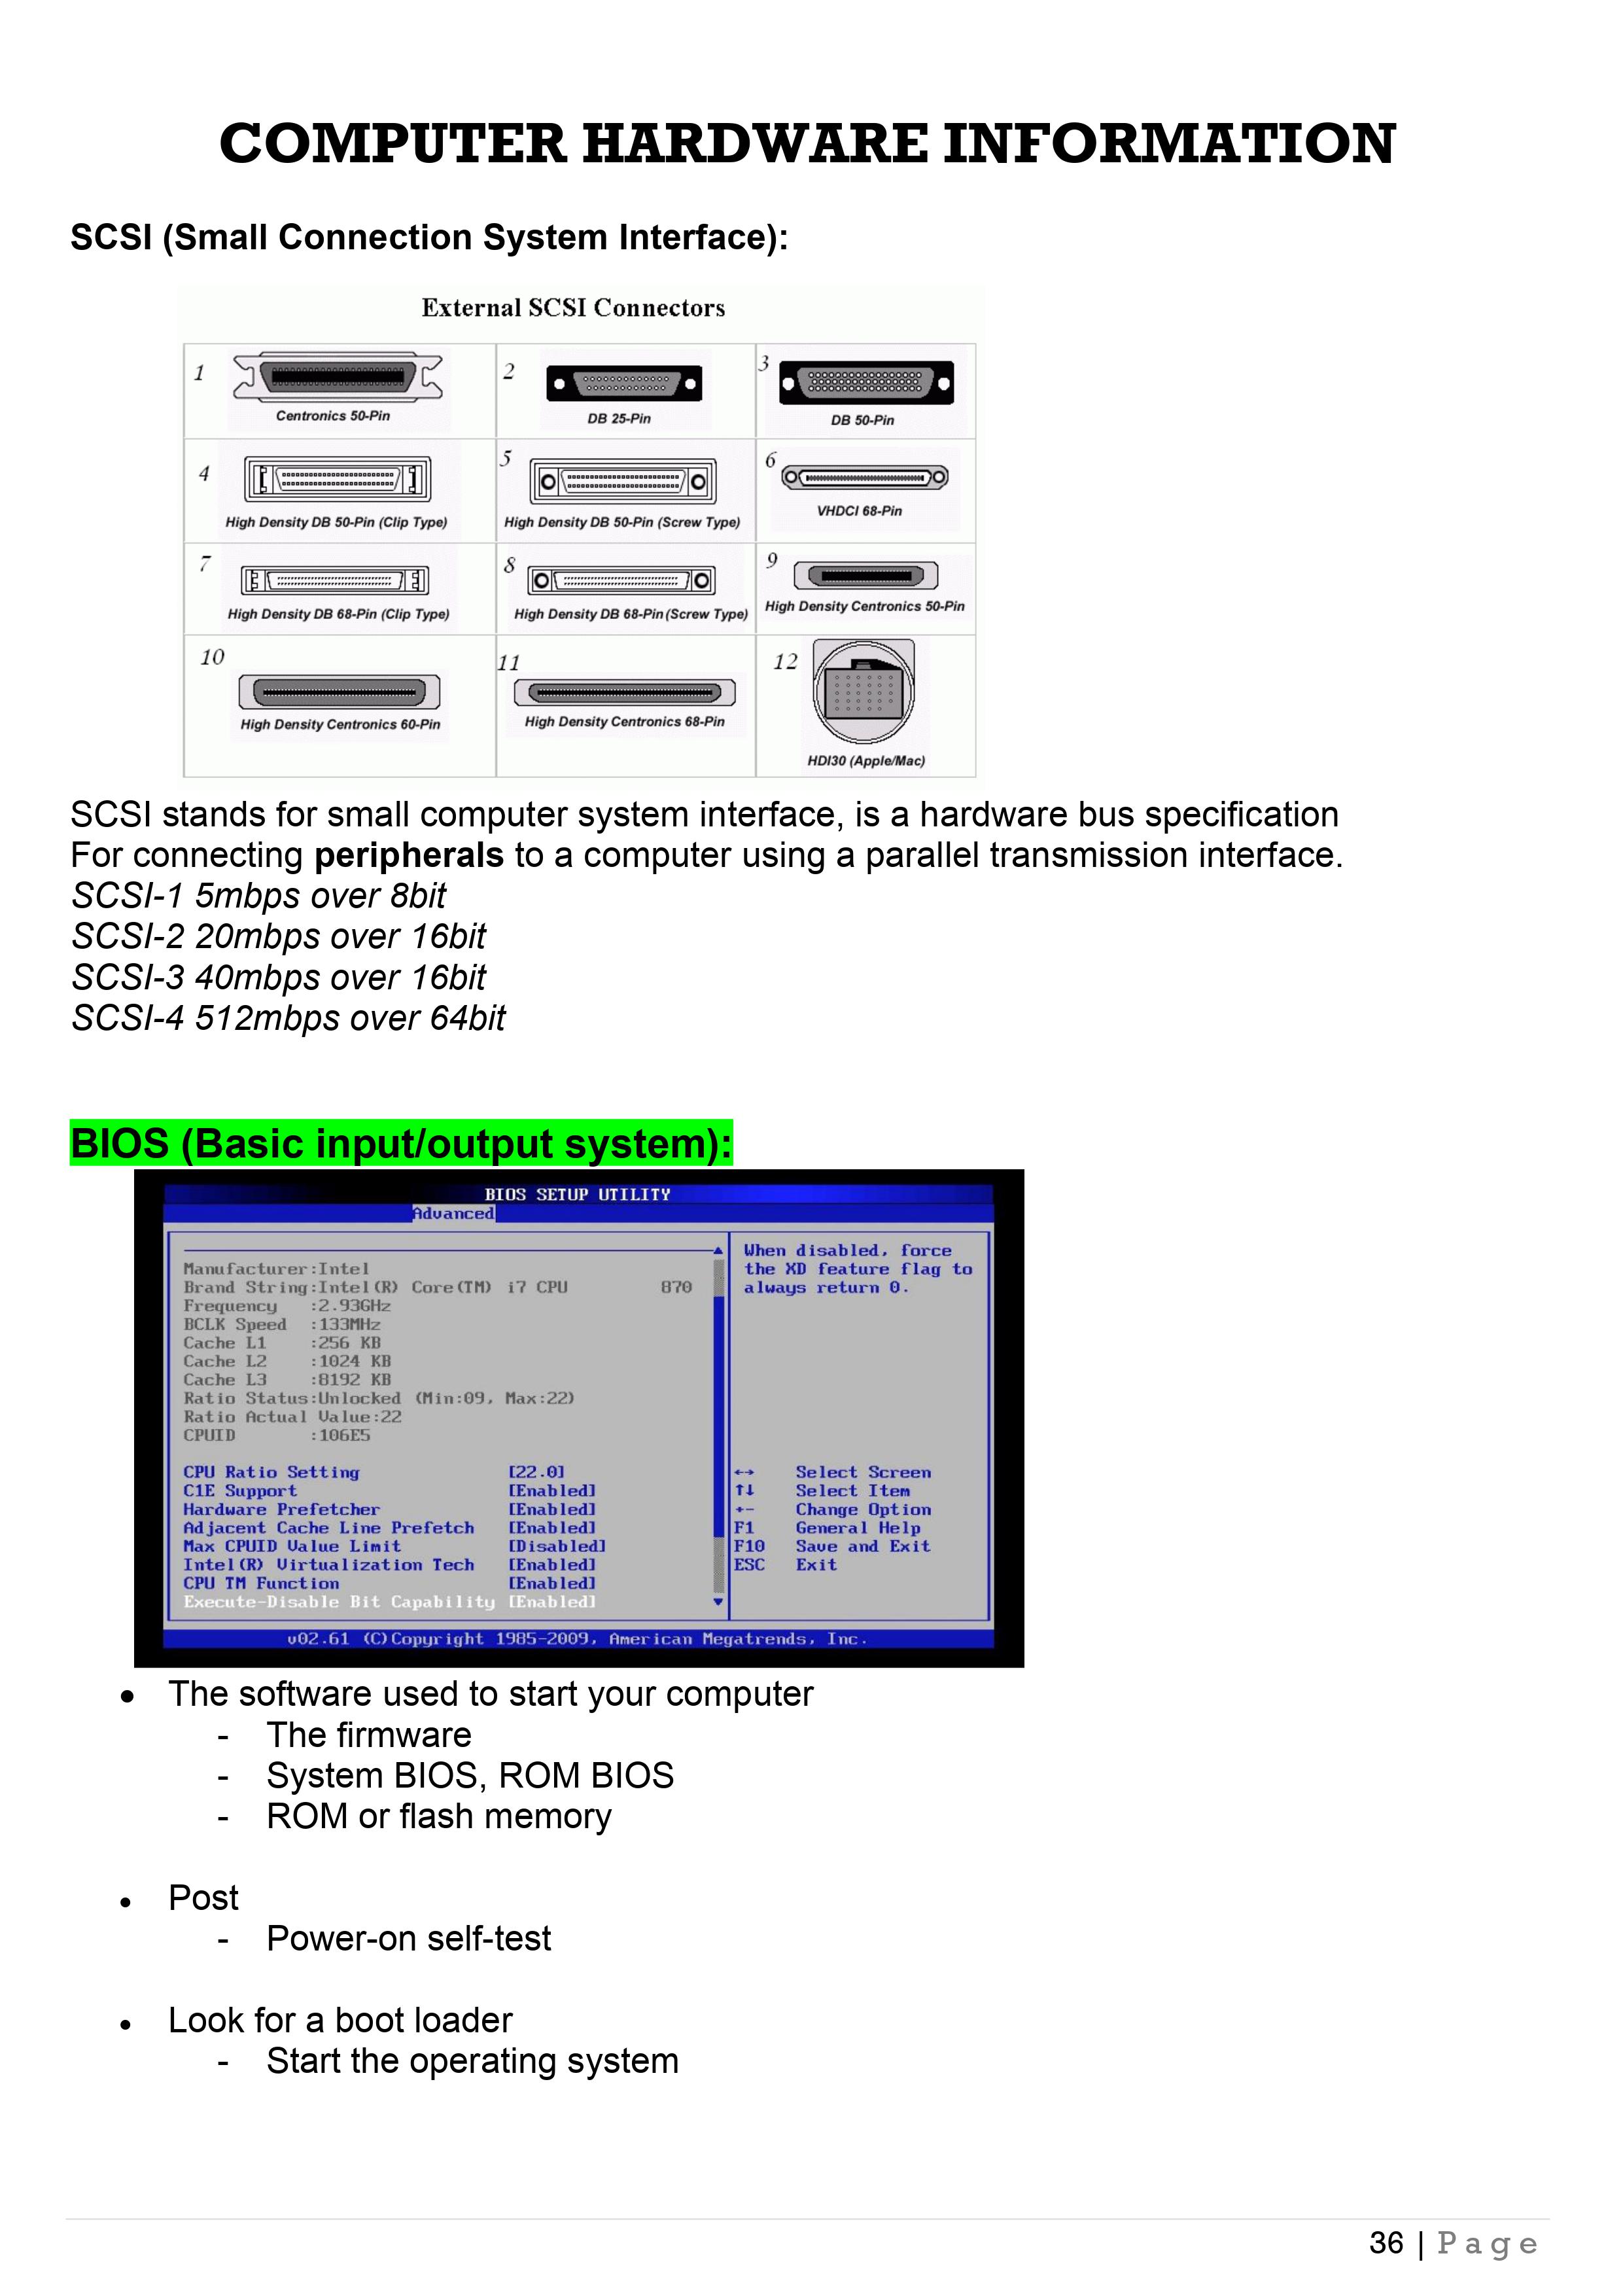 COMPUTER HARDWARE INFORMATION
SCSI (Small Connection System Interface):
External SCSI Connectors
1
Centronics 50-Pin
2
DB 25-Pin
3
DB 50-Pin
4
High Density DB 50-Pin (Clip Type)
5
High Density DB 50-Pin (Screw Type)
6
VHDCI 68-Pin
7
High Density DB 68-Pin (Clip Type)
8
High Density DB 68-Pin (Screw Type)
9
High Density Centronics 50-Pin
10
High Density Centronics 60-Pin
11
High Density Centronics 68-Pin
12
HDI30 (Apple/Mac)
SCSI stands for small computer system interface, is a hardware bus specification
For connecting peripherals to a computer using a parallel transmission interface.
SCSI-1 5mbps over 8bit
SCSI-2 20mbps over 16bit
SCSI-3 40mbps over 16bit
SCSI-4 512mbps over 64bit
BIOS (Basic input/output system):
BIOS SETUP UTILITY
Advanced
Manufacturer:Intel
Brand String:Intel(R) Core(TM) i7 CPU 870
Frequency :2.93GHz
BCLK Speed :133MHz
Cache L1 :256 KB
Cache L2 :1024 KB
Cache L3 :8192 KB
Ratio Status:Unlocked (Min:09, Max:22)
Ratio Actual Value:22
CPUID :106E5
CPU Ratio Setting [22.0]
C1E Support [Enabled]
Hardware Prefetcher [Enabled]
Adjacent Cache Line Prefetch [Enabled]
Max CPUID Value Limit [Disabled]
Intel(R) Virtualization Tech [Enabled]
CPU TM Function [Enabled]
Execute-Disable Bit Capability [Enabled]
When disabled, force
the XD feature flag to
always return 0.
←→ Select Screen
↑↓ Select Item
+- Change Option
F1 General Help
F10 Save and Exit
ESC Exit
v02.61 (C)Copyright 1985-2009, American Megatrends, Inc.
• The software used to start your computer
- The firmware
- System BIOS, ROM BIOS
- ROM or flash memory
• Post
- Power-on self-test
• Look for a boot loader
- Start the operating system
36 | Page